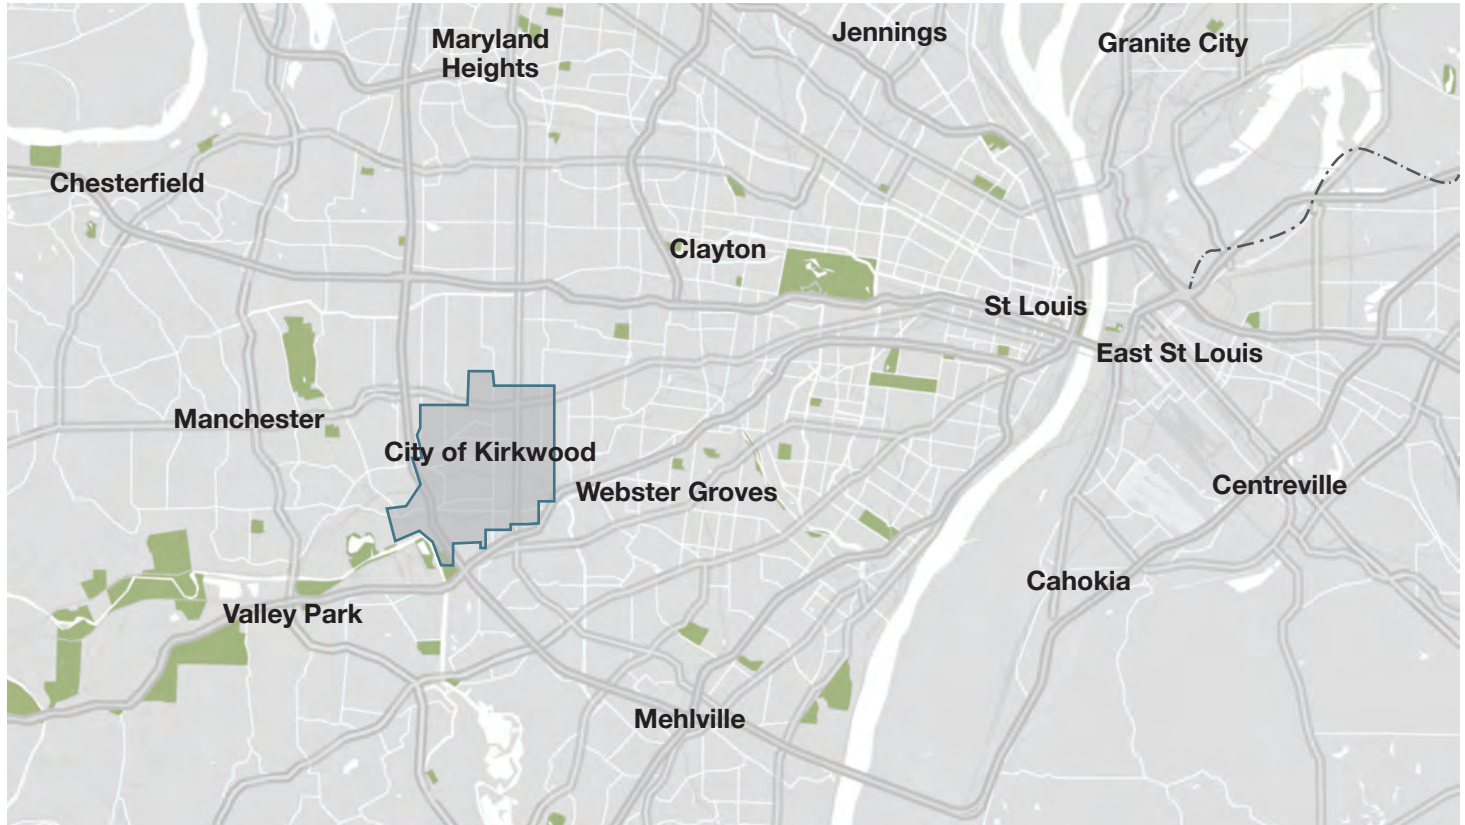 Jennings
Maryland
Heights
Granite City
Chesterfield
Clayton
St Louis
East St Louis
Manchester
City of Kirkwood
Webster Groves
Centreville
Cahokia
Valley Park
Mehlville